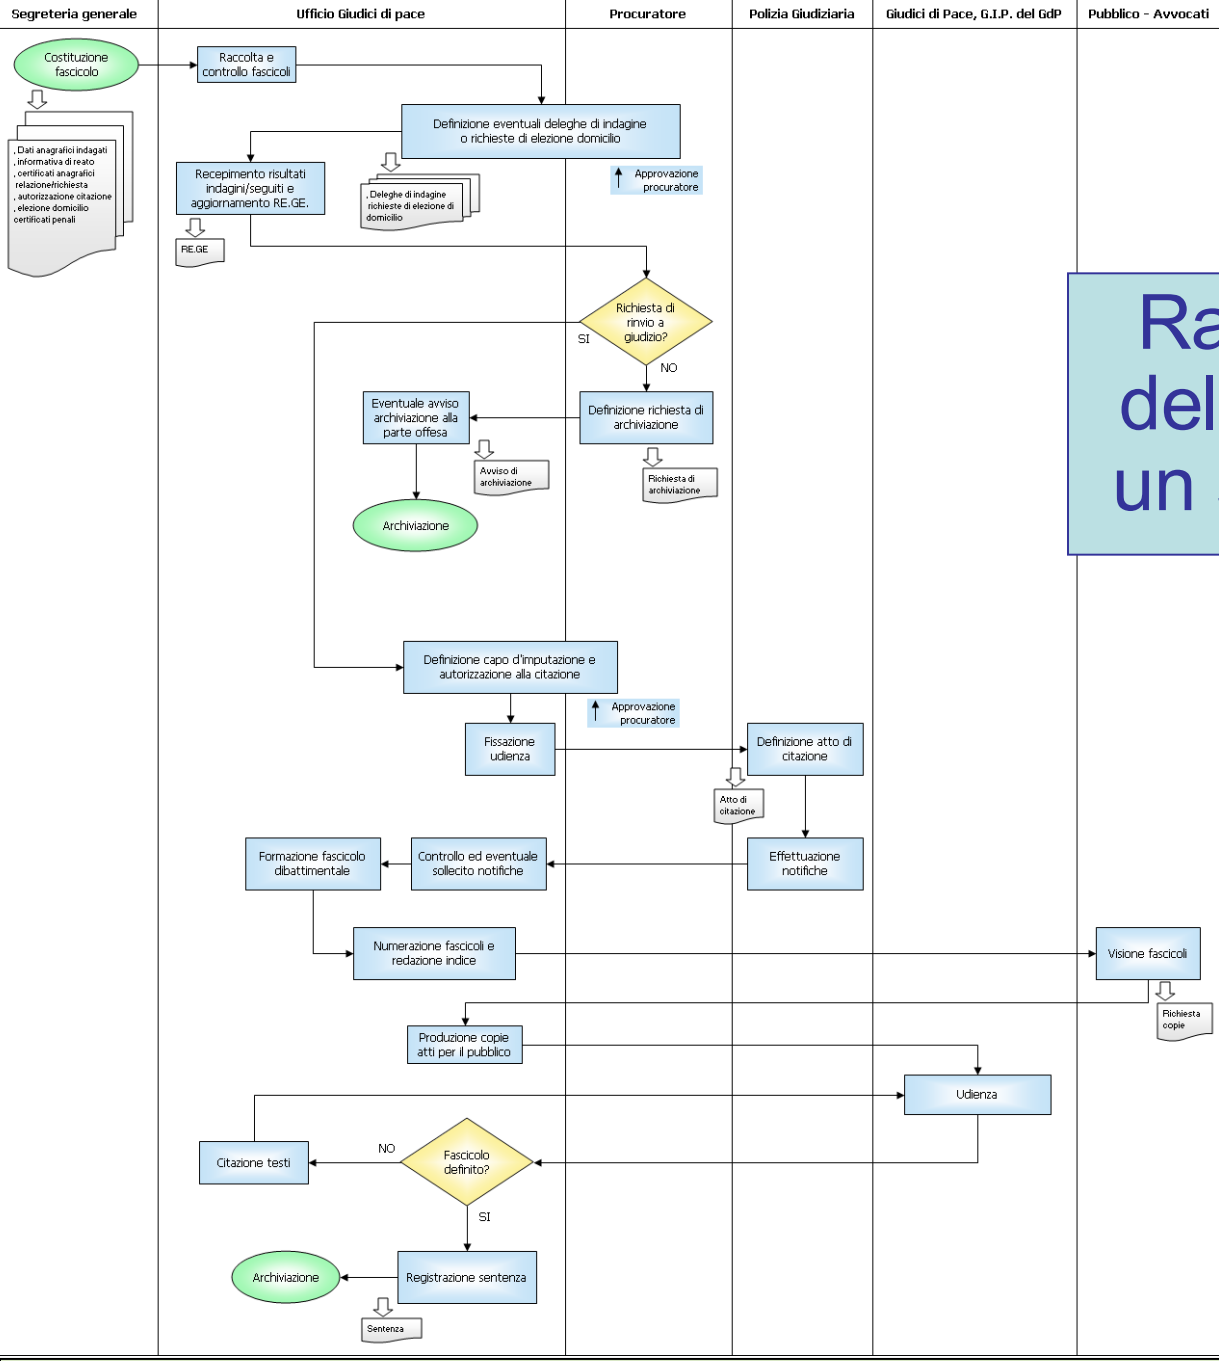 Segreteria generale
Ufficio Giudici di pace
Procuratore
Polizia Giudiziaria
Giudici di Pace, G.I.P. del GdP
Pubblico - Avvocati
Costituzione
fascicolo
Raccolta e
controllo fascicoli
, Dati anagrafici indagati
, informativa di reato
, certificati anagrafici
relazione/richiesta
, autorizzazione citazione
, elezione domicilio
certificati penali
Definizione eventuali deleghe di indagine
o richieste di elezione domicilio
Approvazione
procuratore
Recepimento risultati
indagini/seguiti e
aggiornamento RE.GE.
, Deleghe di indagine
richieste di elezione di
domicilio
RE.GE
Richiesta di
rinvio a
giudizio?
SI
NO
Eventuale avviso
archiviazione alla
parte offesa
Definizione richiesta di
archiviazione
Avviso di
archiviazione
Richiesta di
archiviazione
Archiviazione
Ra
del
un
Definizione capo d'imputazione e
autorizzazione alla citazione
Approvazione
procuratore
Fissazione
udienza
Definizione atto di
citazione
Atto di
citazione
Formazione fascicolo
dibattimentale
Controllo ed eventuale
sollecito notifiche
Effettuazione
notifiche
Numerazione fascicoli e
redazione indice
Visione fascicoli
Richiesta
copie
Produzione copie
atti per il pubblico
Udienza
Citazione testi
NO
Fascicolo
definito?
SI
Archiviazione
Registrazione sentenza
Sentenza